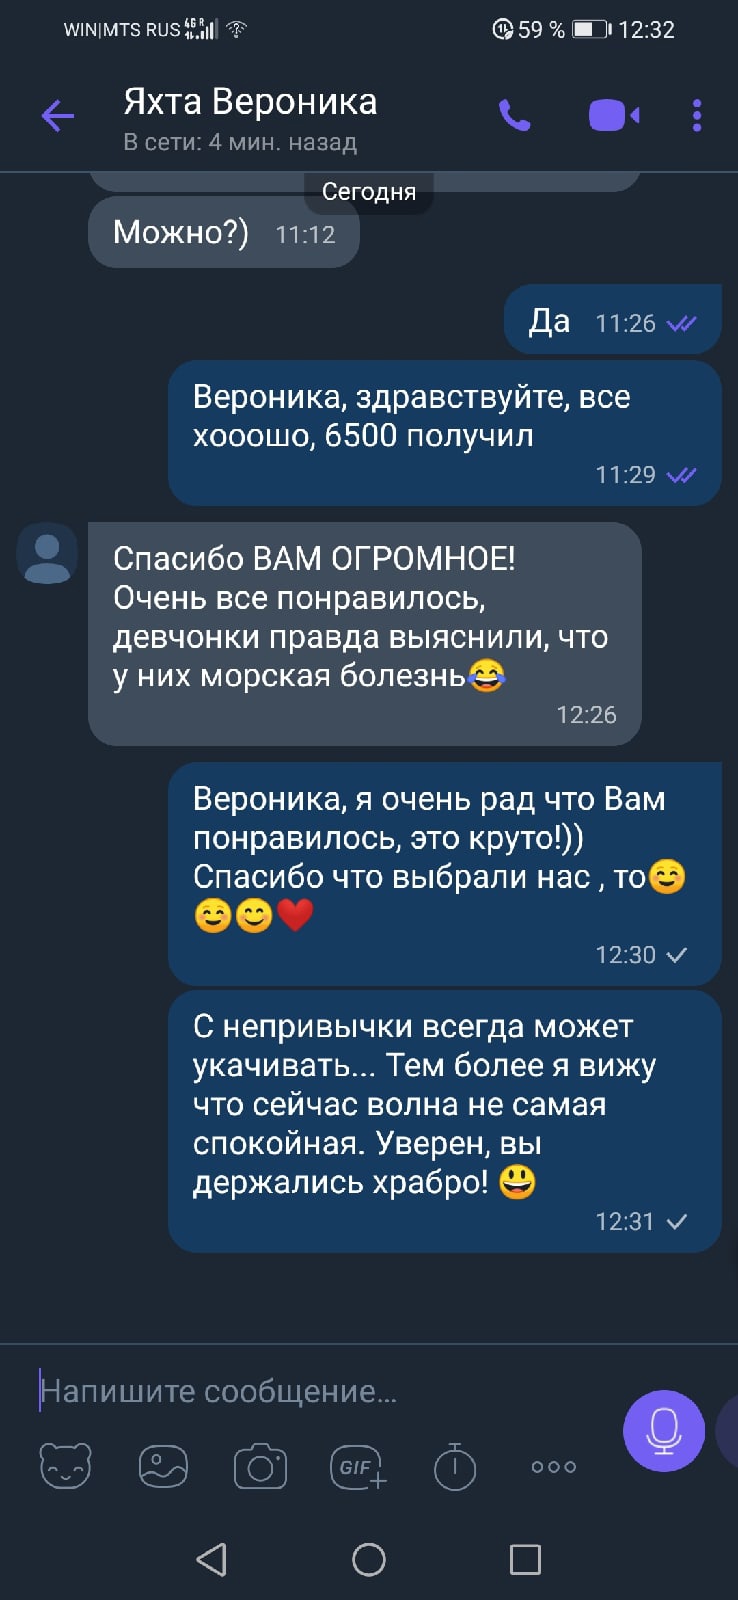 WIN|MTS RUS 4G R 59 % 12:32
Яхта Вероника
В сети: 4 мин. назад
Сегодня
Можно?) 11:12
Да 11:26
Вероника, здравствуйте, все
хооошо, 6500 получил
11:29
Спасибо ВАМ ОГРОМНОЕ!
Очень все понравилось,
девчонки правда выяснили, что
у них морская болезнь😂
12:26
Вероника, я очень рад что Вам
понравилось, это круто!))
Спасибо что выбрали нас , то☺️
☺️😊❤️
12:30
С непривычки всегда может
укачивать... Тем более я вижу
что сейчас волна не самая
спокойная. Уверен, вы
держались храбро! 😃
12:31
Напишите сообщение...
GIF